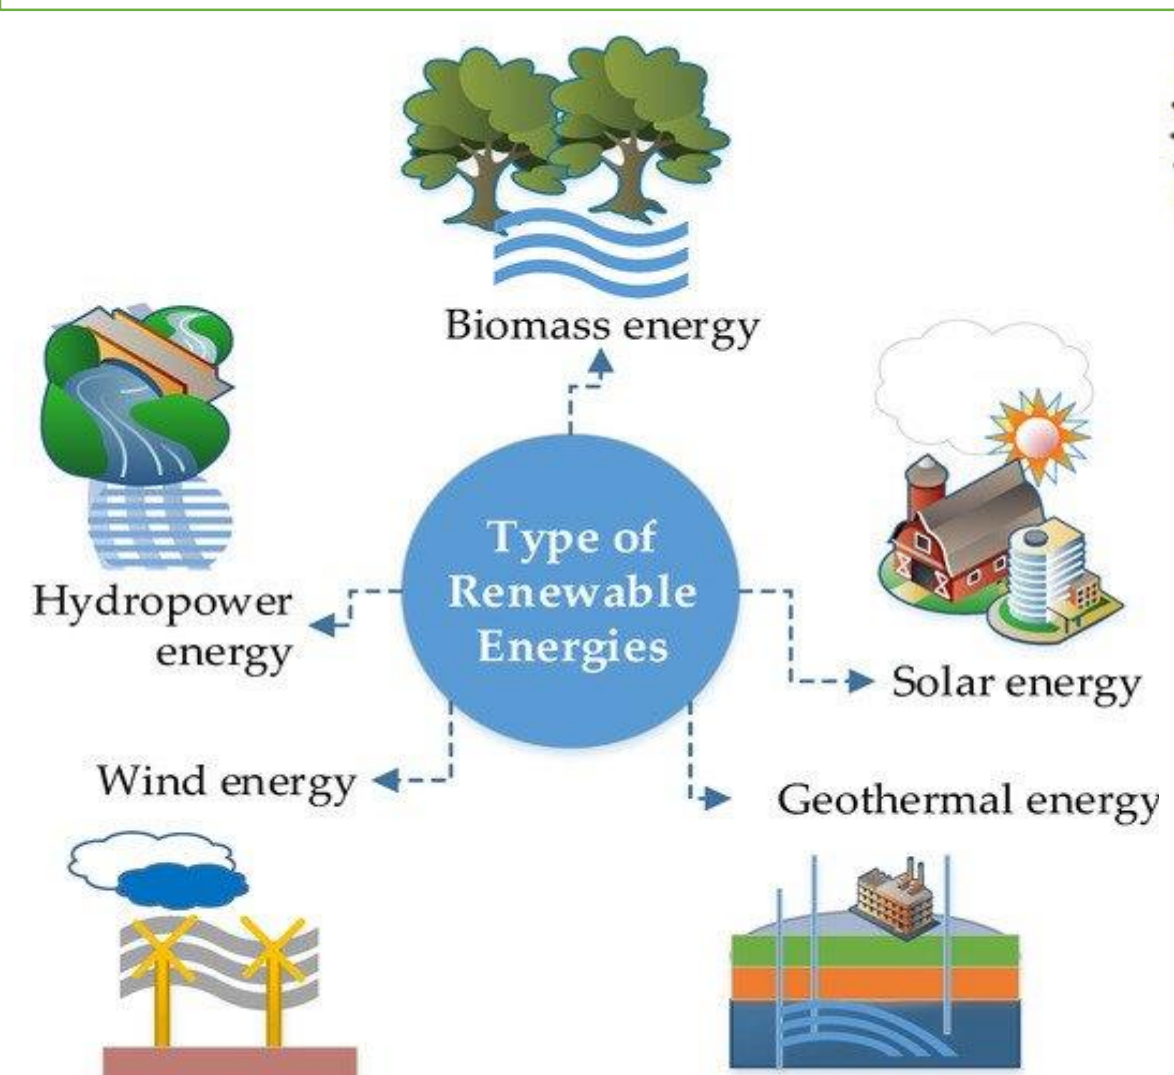 Biomass energy
Type of
Renewable
Energies
Hydropower
energy
Solar energy
Wind energy
Geothermal energy